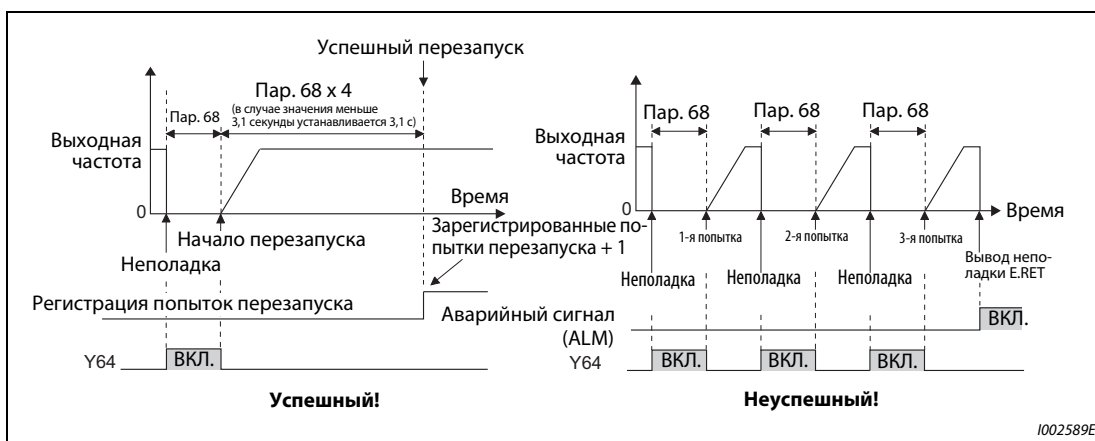 Успешный перезапуск
Пар. 68 x 4
(в случае значения меньше
3,1 секунды устанавливается 3,1 с)
Пар. 68
Выходная
частота
0
Время
Начало перезапуска
Неполадка
Зарегистрированные по-
пытки перезапуска + 1
Регистрация попыток перезапуска
Y64
ВКЛ.
Успешный!
Пар. 68
Пар. 68
Пар. 68
Выходная
частота
0
Время
1-я попытка
2-я попытка
3-я попытка
Неполадка
Неполадка
Неполадка
Вывод непо-
ладки E.RET
Аварийный сигнал
(ALM)
ВКЛ.
Y64
ВКЛ.
ВКЛ.
ВКЛ.
Неуспешный!
I002589E